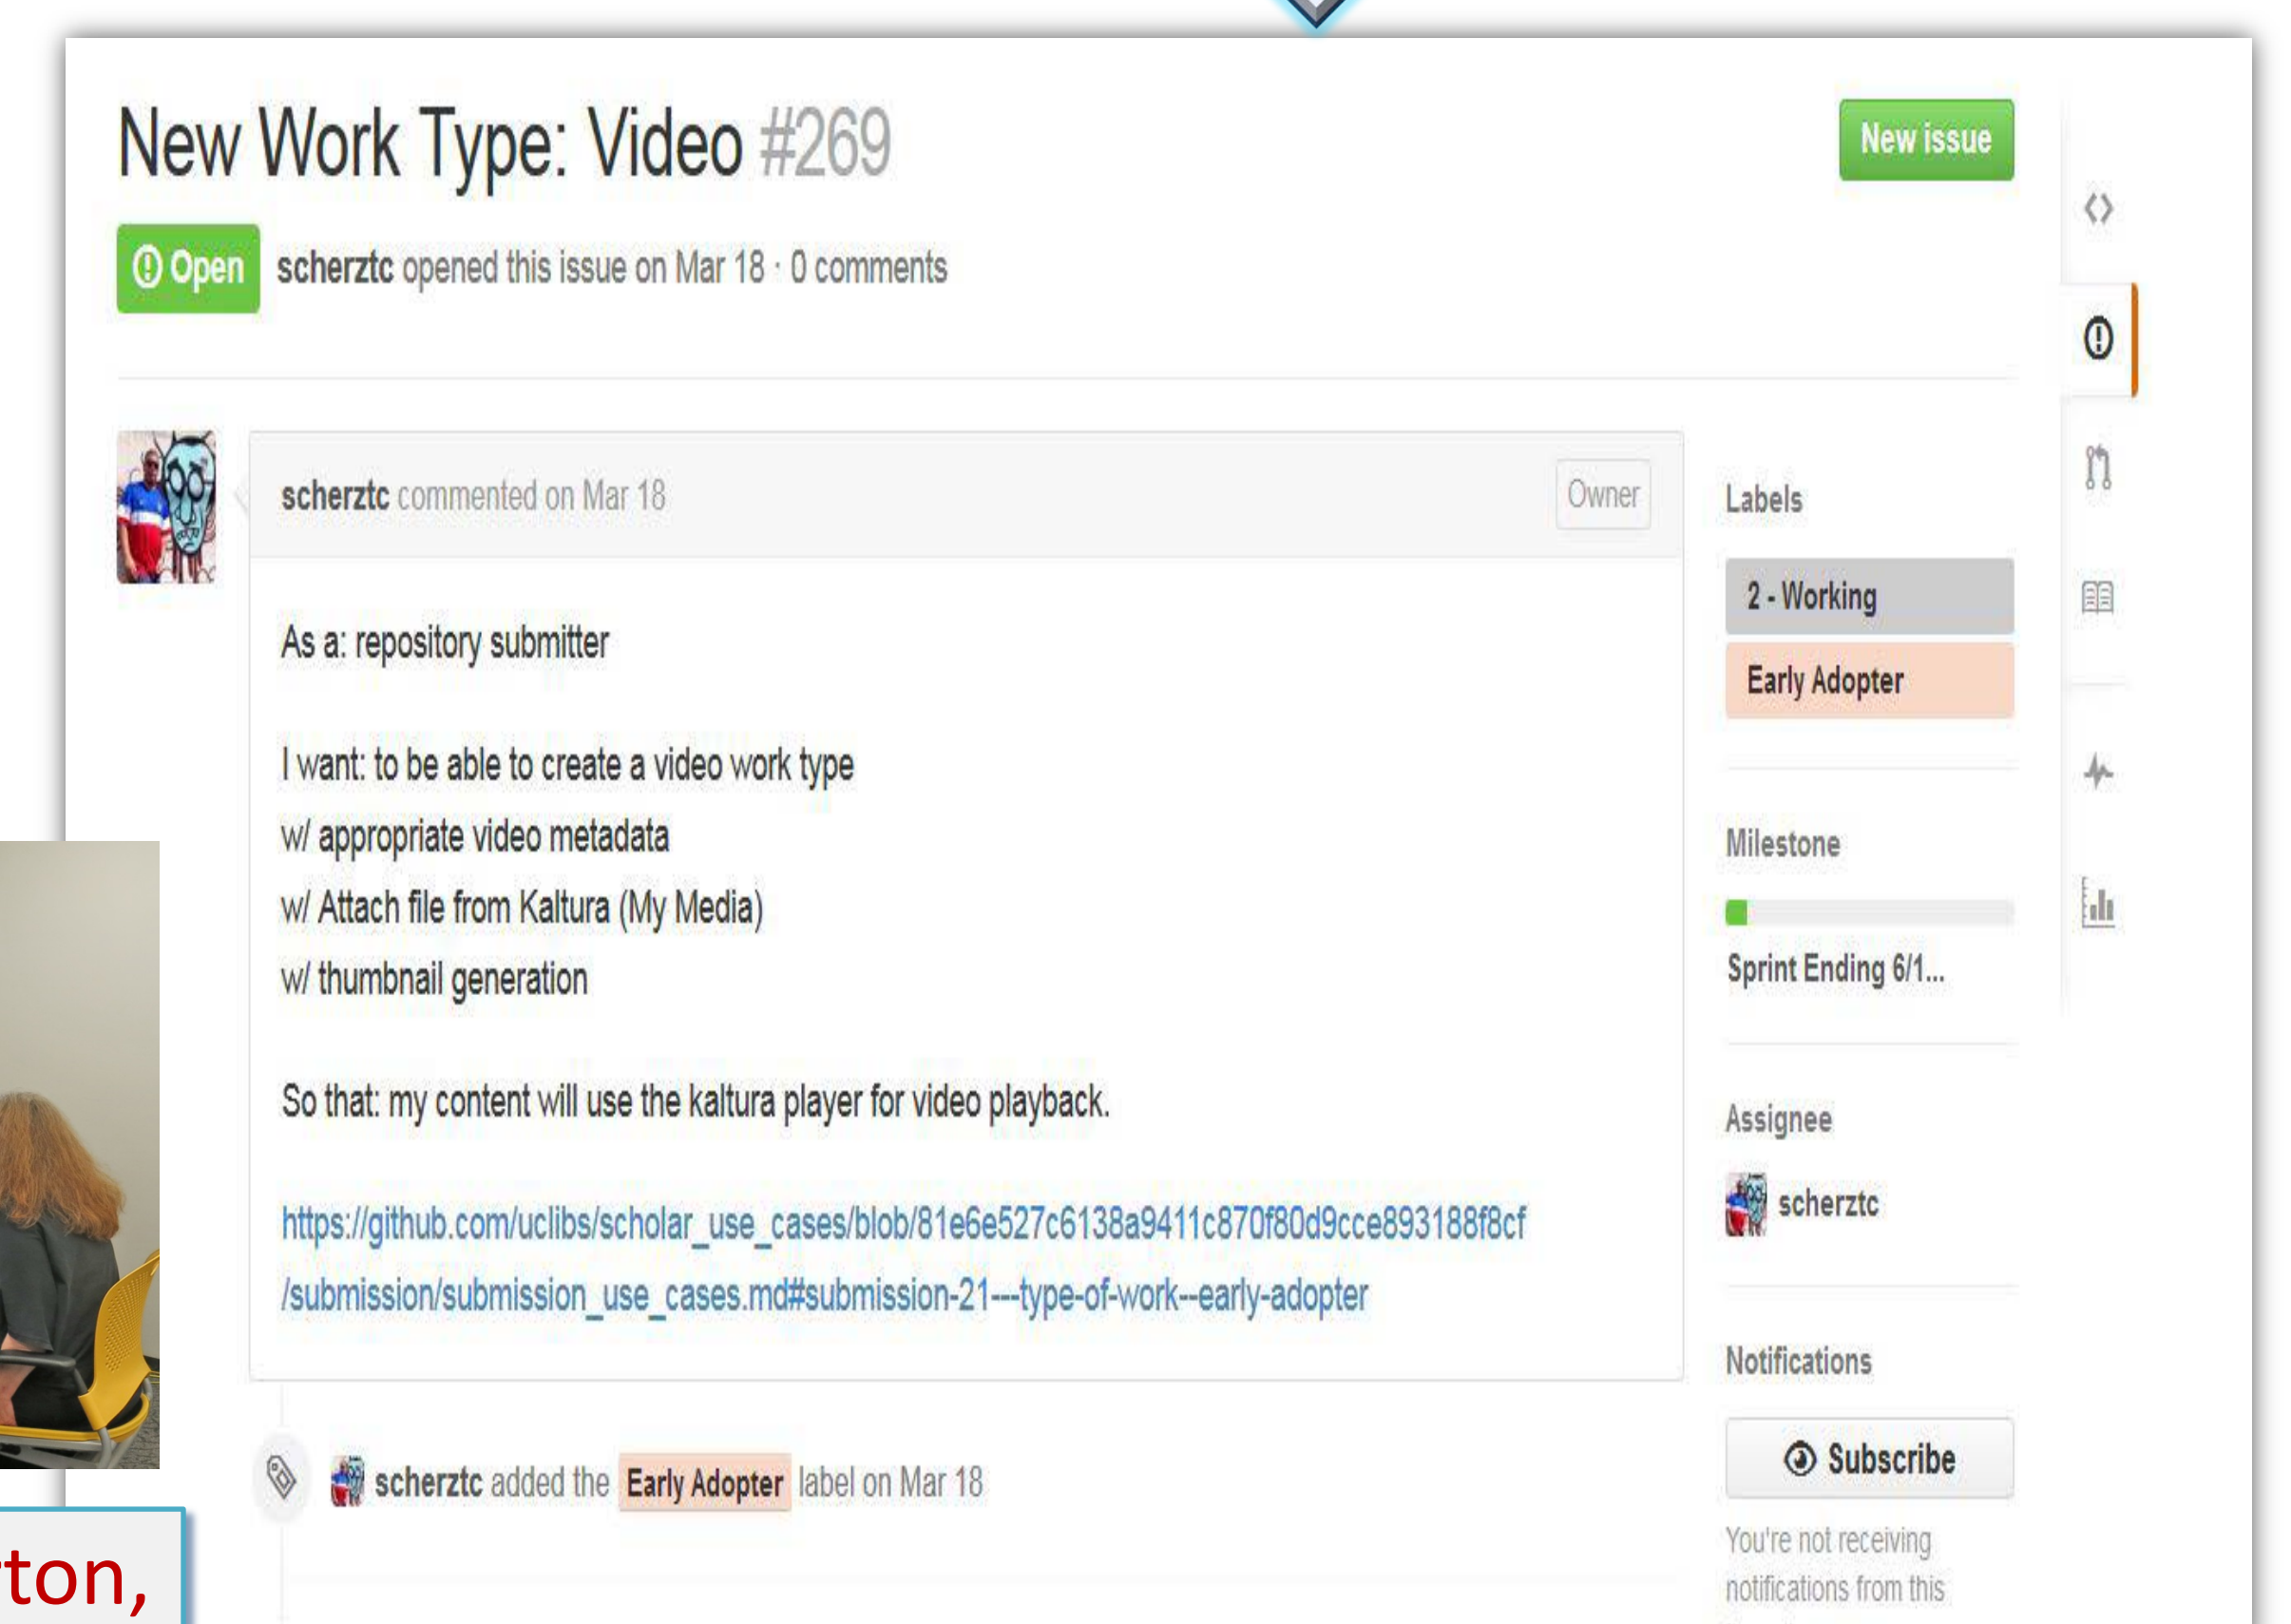 New Work Type: Video #269
New issue
Open scherztc opened this issue on Mar 18 · 0 comments
scherztc commented on Mar 18
Owner
As a: repository submitter
I want: to be able to create a video work type
w/ appropriate video metadata
w/ Attach file from Kaltura (My Media)
w/ thumbnail generation
So that: my content will use the kaltura player for video playback.
https://github.com/uclibs/scholar_use_cases/blob/81e6e527c6138a9411c870f80d9cce893188f8cf
/submission/submission_use_cases.md#submission-21---type-of-work--early-adopter
scherztc added the Early Adopter label on Mar 18
Labels
2 - Working
Early Adopter
Milestone
Sprint Ending 6/1...
Assignee
scherztc
Notifications
Subscribe
You're not receiving
notifications from this
rton,